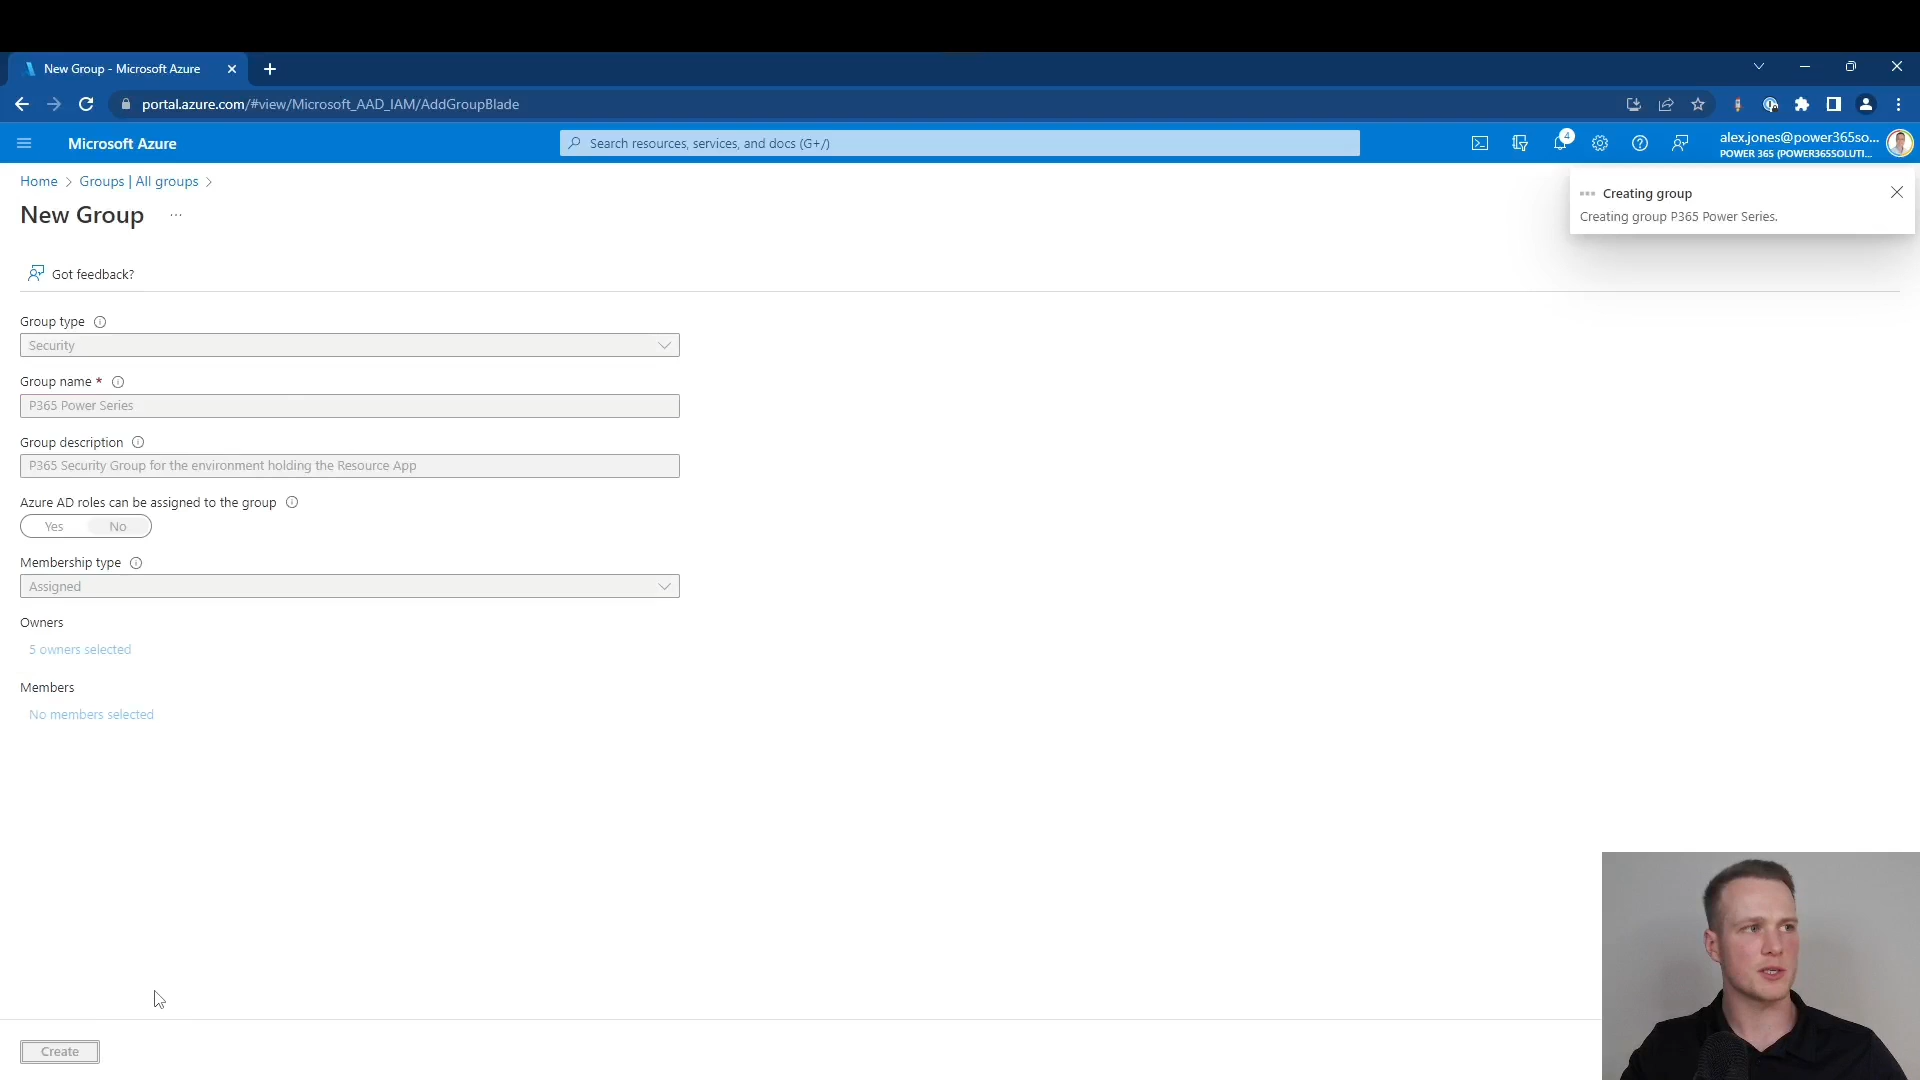 New Group - Microsoft Azure
portal.azure.com/#view/Microsoft_AAD_IAM/AddGroupBlade
Microsoft Azure
Search resources, services, and docs (G+/)
4
alex.jones@power365so...
POWER 365 (POWER365SOLUTI...
Home > Groups | All groups >
New Group ...
Creating group
Creating group P365 Power Series.
Got feedback?
Group type
Security
Group name *
P365 Power Series
Group description
P365 Security Group for the environment holding the Resource App
Azure AD roles can be assigned to the group
Yes No
Membership type
Assigned
Owners
5 owners selected
Members
No members selected
Create